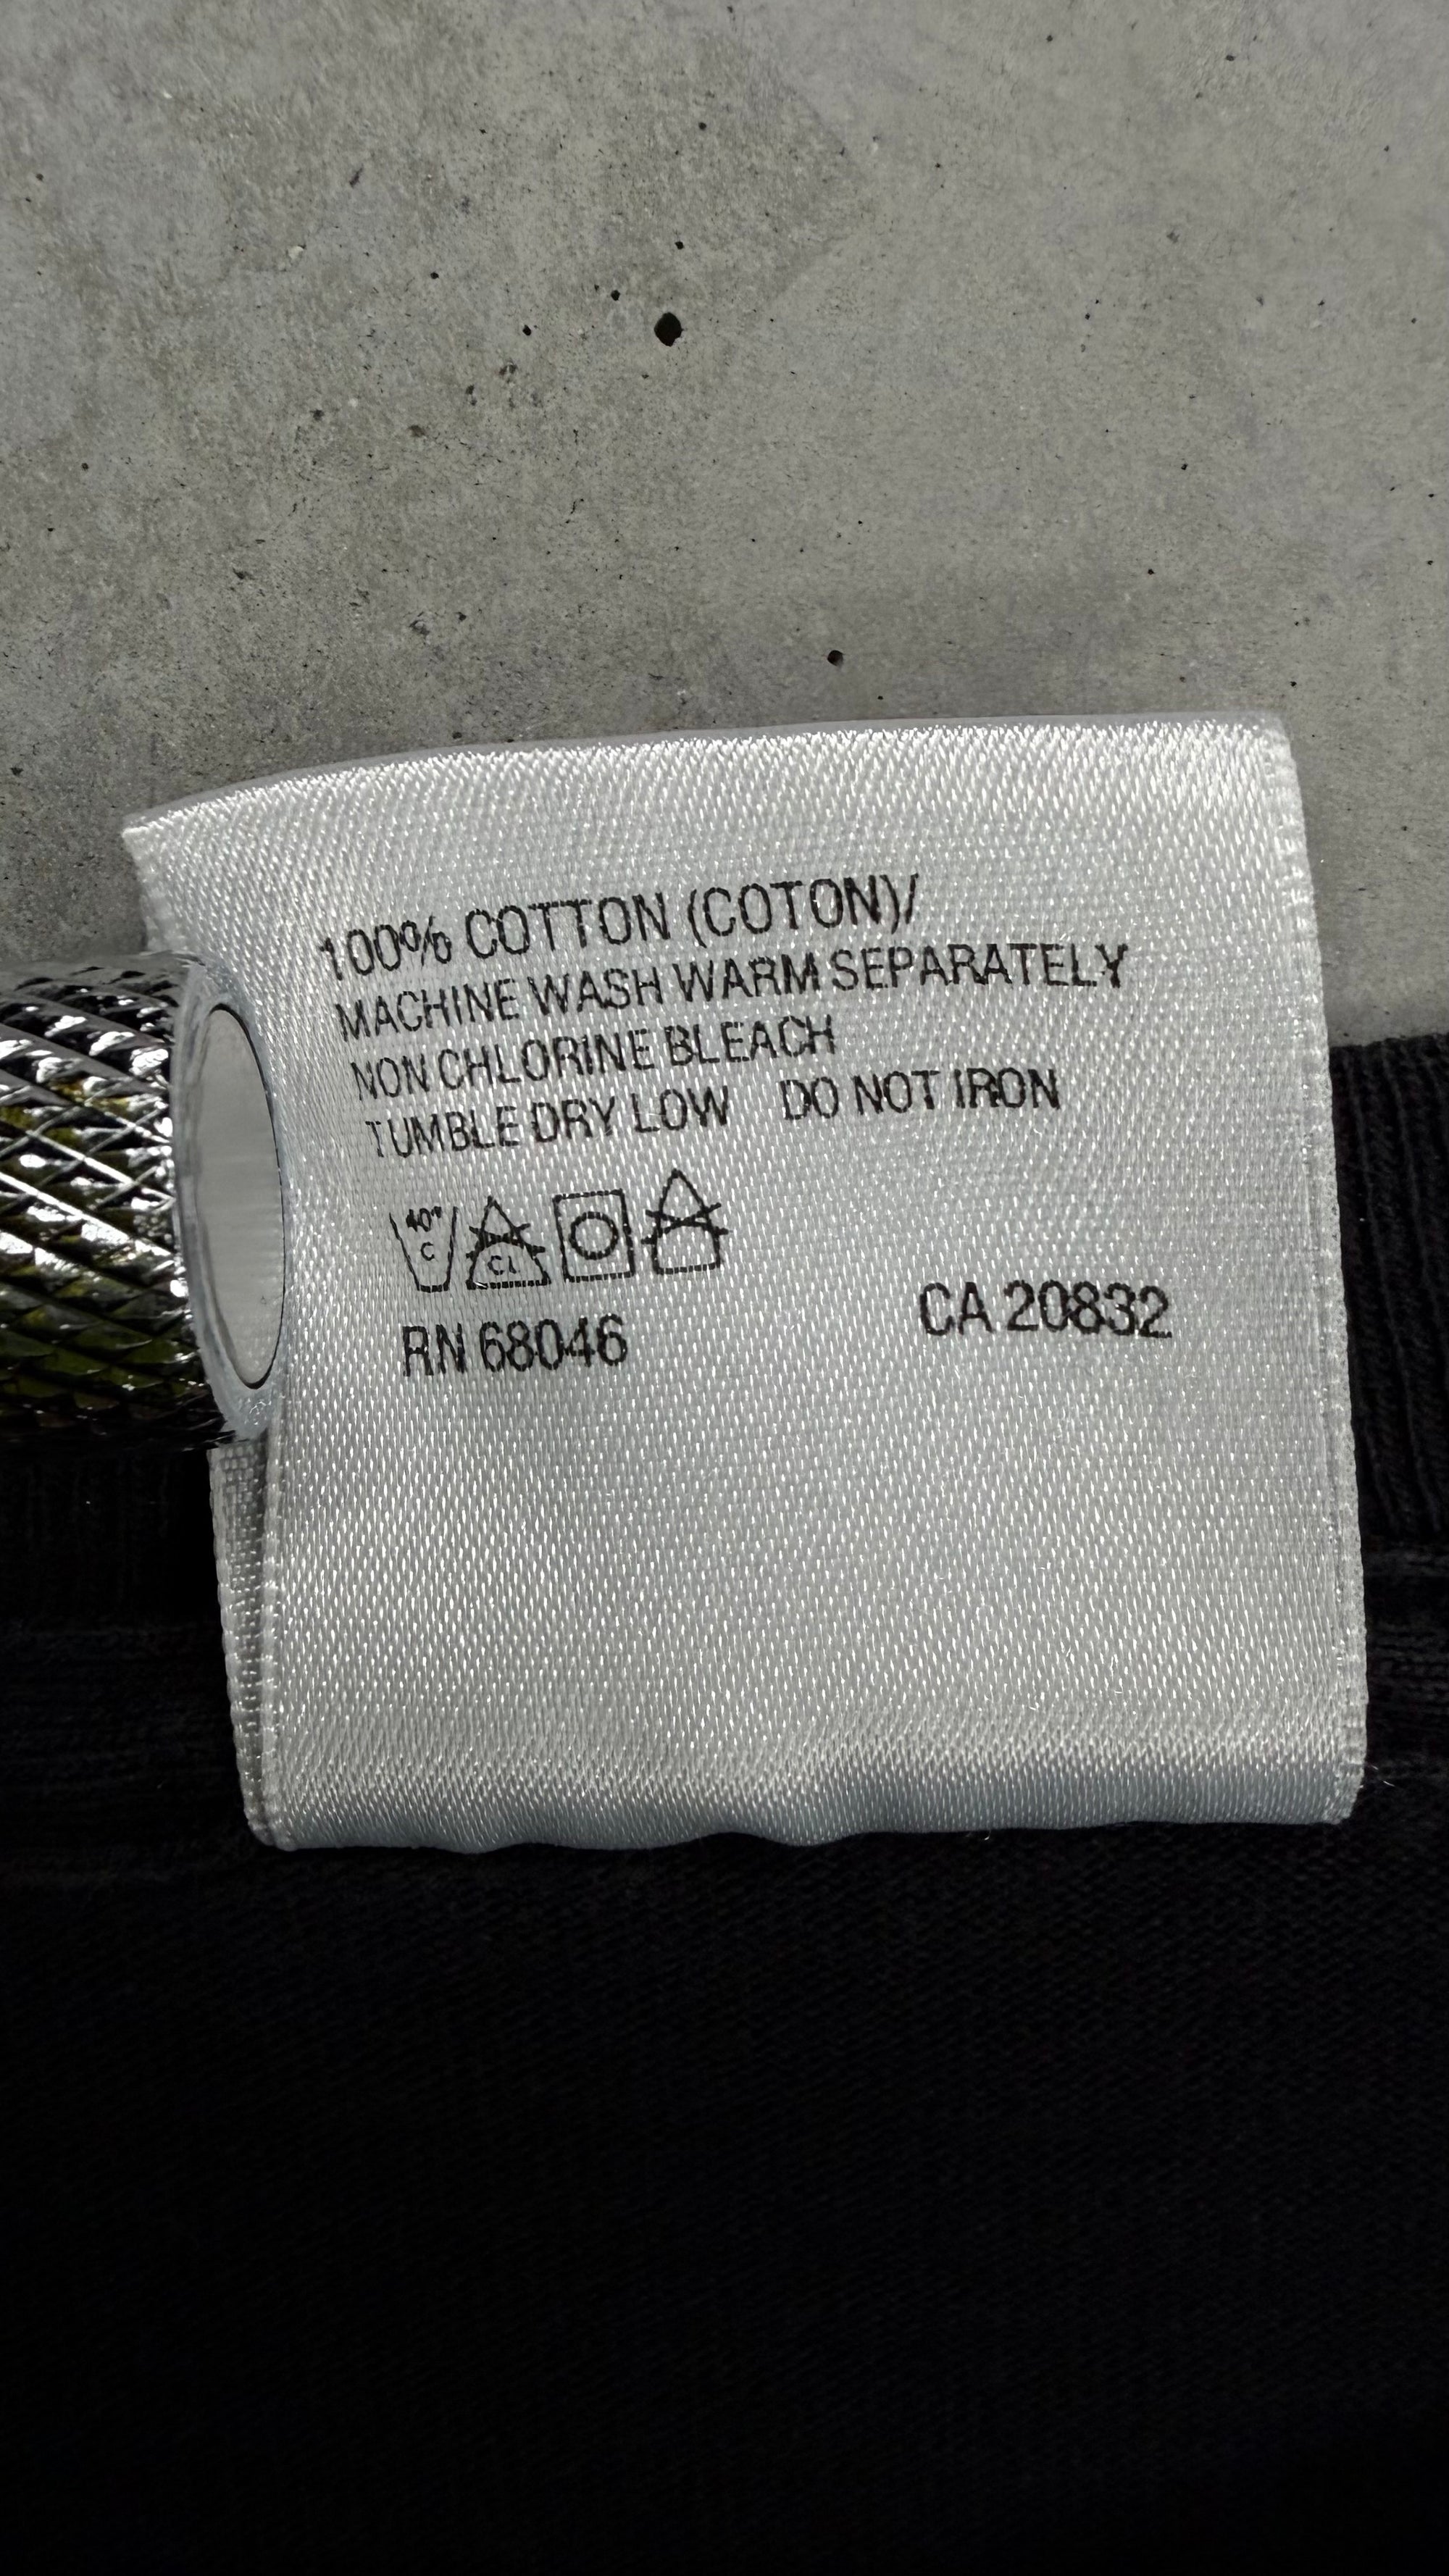 100% COTTON (COTON)/
MACHINE WASH WARM SEPARATELY
NON CHLORINE BLEACH
TUMBLE DRY LOW DO NOT IRON
40°
C CL
RN 68046 CA 20832